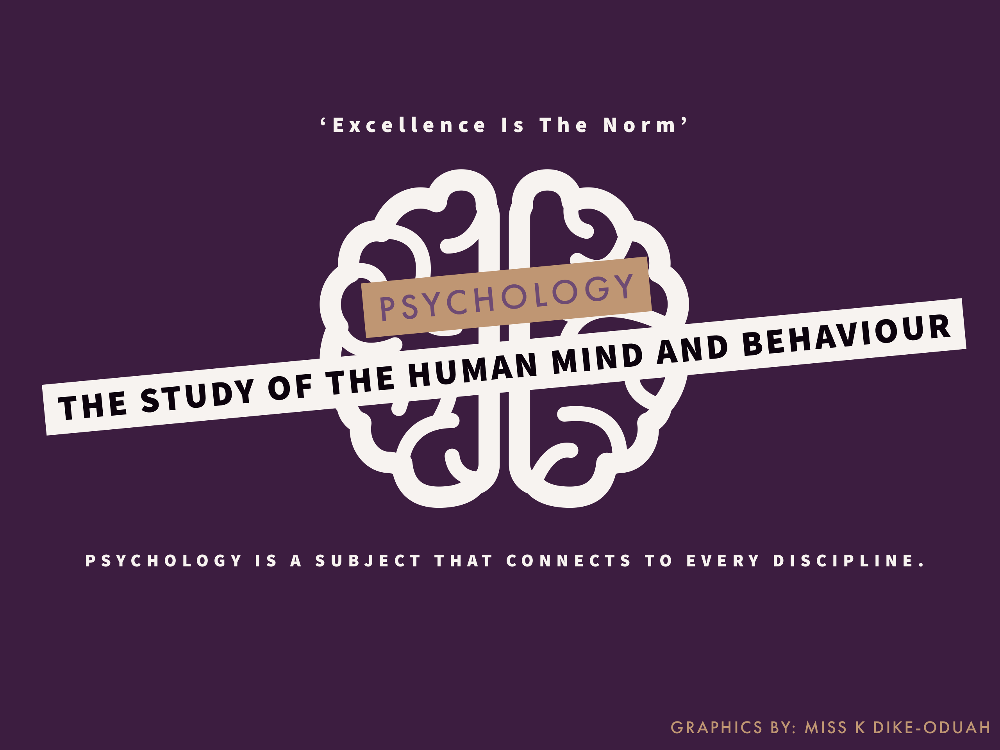 ‘Excellence Is The Norm’
PSYCHOLOGY
THE STUDY OF THE HUMAN MIND AND BEHAVIOUR
PSYCHOLOGY IS A SUBJECT THAT CONNECTS TO EVERY DISCIPLINE.
GRAPHICS BY: MISS K DIKE-ODUAH